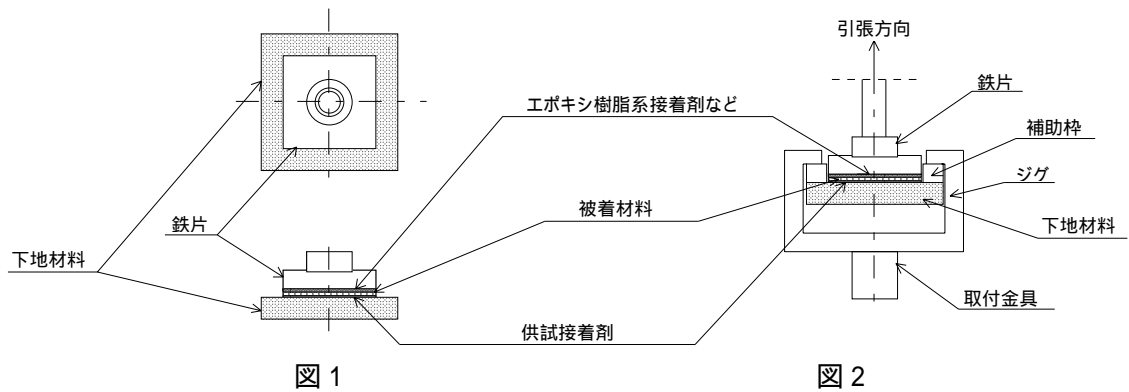 引張方向
鉄片
エポキシ樹脂系接着剤など
補助枠
ジグ
被着材料
鉄片
下地材料
下地材料
取付金具
供試接着剤
図 1
図 2